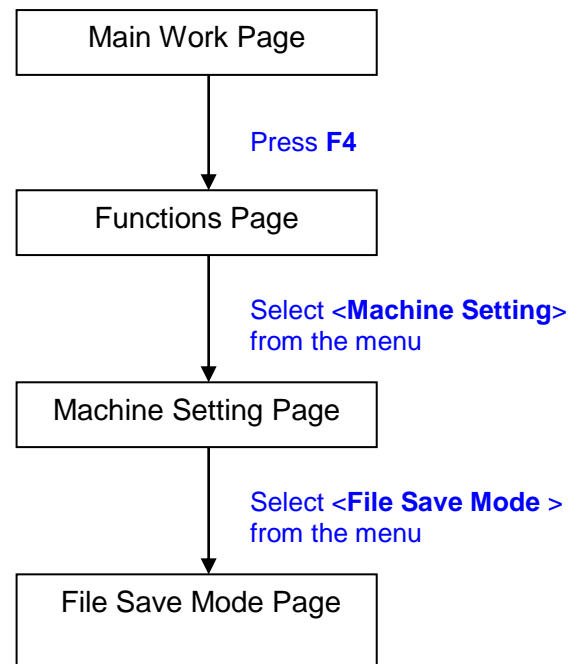 Main Work Page
Press F4
Functions Page
Select <Machine Setting>
from the menu
Machine Setting Page
Select <File Save Mode >
from the menu
File Save Mode Page